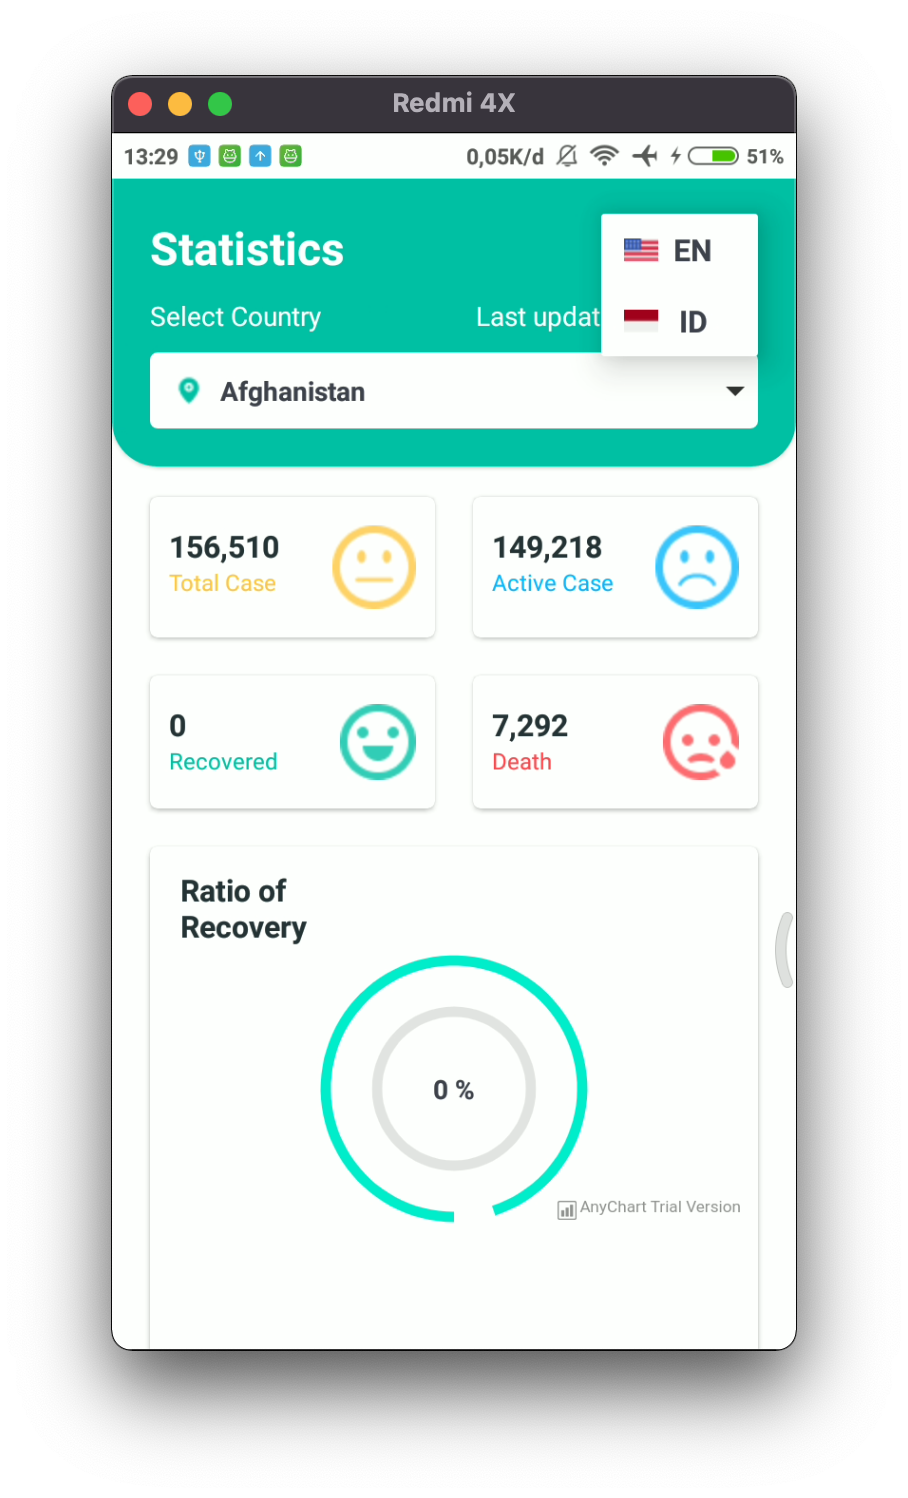 Redmi 4X
13:29
0,05K/d
51%
Statistics
EN
ID
Select Country
Last updat
Afghanistan
156,510
Total Case
149,218
Active Case
0
Recovered
7,292
Death
Ratio of
Recovery
0 %
AnyChart Trial Version